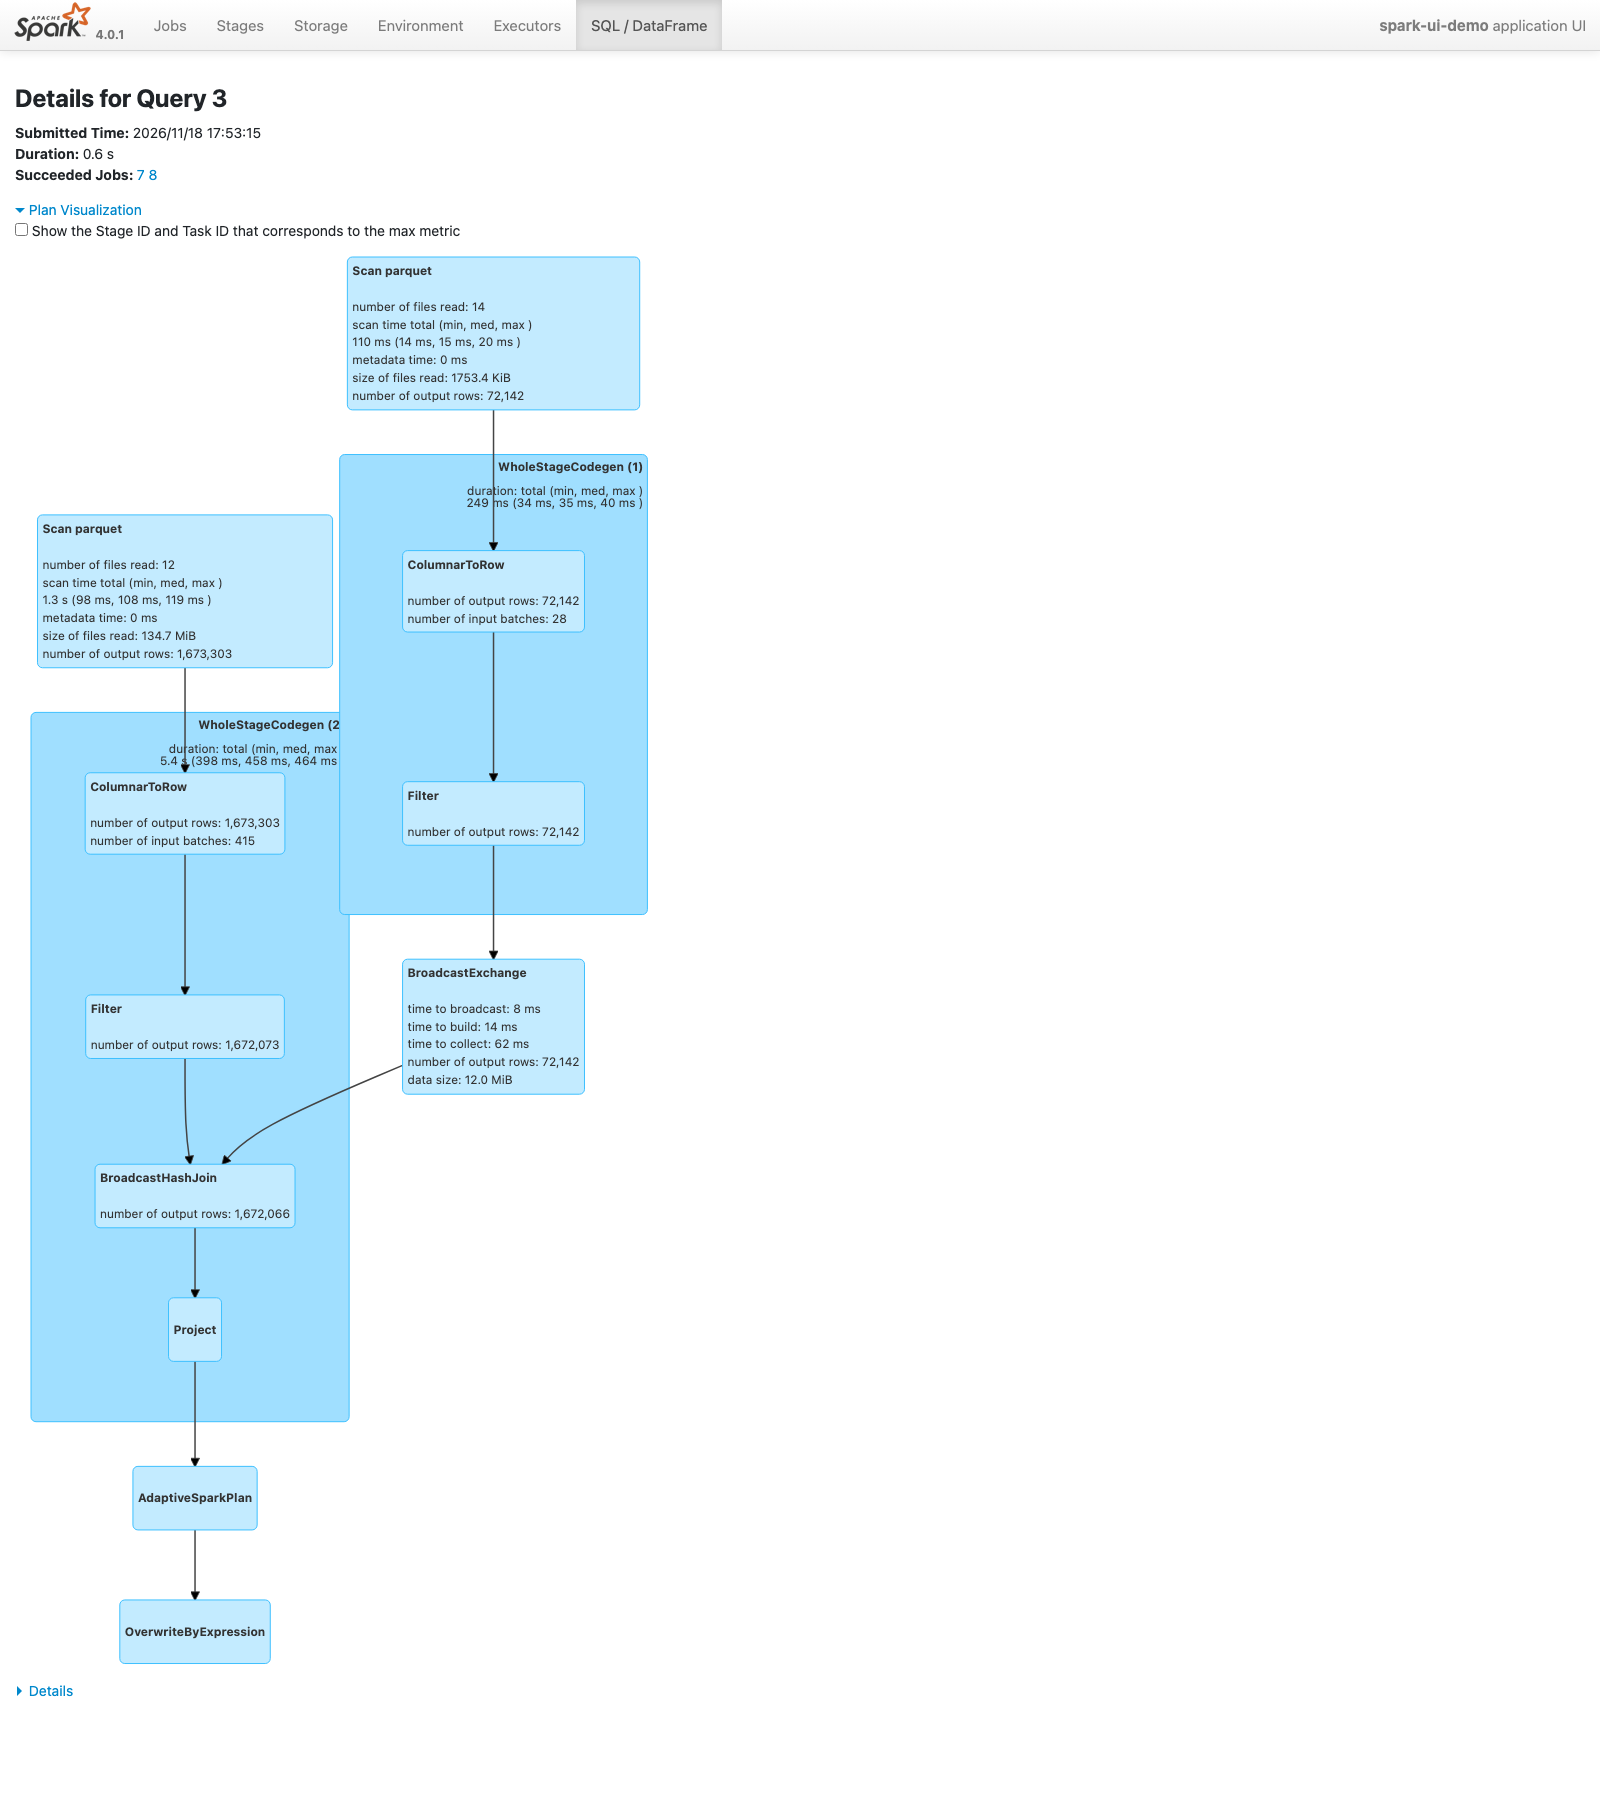 APACHE
Spark 4.0.1
Jobs
Stages
Storage
Environment
Executors
SQL / DataFrame
spark-ui-demo application UI
Details for Query 3
Submitted Time: 2026/11/18 17:53:15
Duration: 0.6 s
Succeeded Jobs: 7 8
Plan Visualization
Show the Stage ID and Task ID that corresponds to the max metric
Scan parquet
number of files read: 14
scan time total (min, med, max )
110 ms (14 ms, 15 ms, 20 ms )
metadata time: 0 ms
size of files read: 1753.4 KiB
number of output rows: 72,142
WholeStageCodegen (1)
duration: total (min, med, max )
249 ms (34 ms, 35 ms, 40 ms )
ColumnarToRow
number of output rows: 72,142
number of input batches: 28
Filter
number of output rows: 72,142
BroadcastExchange
time to broadcast: 8 ms
time to build: 14 ms
time to collect: 62 ms
number of output rows: 72,142
data size: 12.0 MiB
Scan parquet
number of files read: 12
scan time total (min, med, max )
1.3 s (98 ms, 108 ms, 119 ms )
metadata time: 0 ms
size of files read: 134.7 MiB
number of output rows: 1,673,303
WholeStageCodegen (2
duration: total (min, med, max
5.4 s (398 ms, 458 ms, 464 ms
ColumnarToRow
number of output rows: 1,673,303
number of input batches: 415
Filter
number of output rows: 1,672,073
BroadcastHashJoin
number of output rows: 1,672,066
Project
AdaptiveSparkPlan
OverwriteByExpression
Details